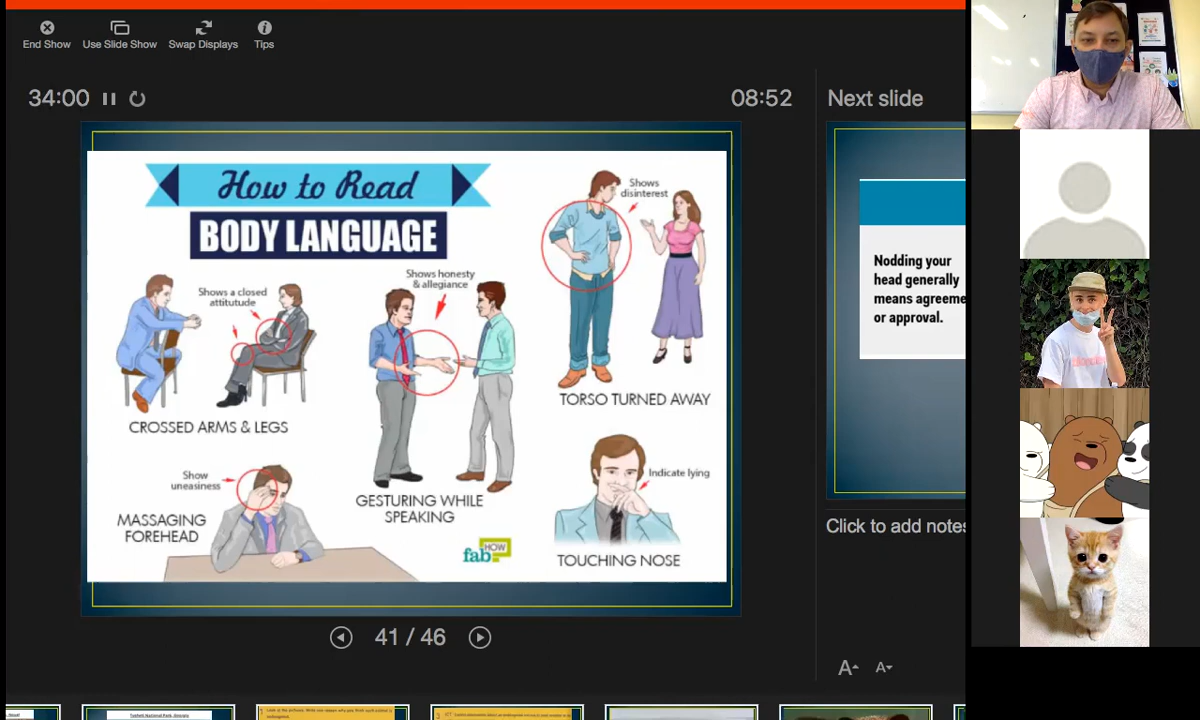 End Show
Use Slide Show
Swap Displays
Tips
34:00
08:52
Next slide
How to Read
BODY LANGUAGE
Shows a closed
attitutude
CROSSED ARMS & LEGS
Shows honesty
& allegiance
GESTURING WHILE
SPEAKING
Shows
disinterest
TORSO TURNED AWAY
Show
uneasiness
MASSAGING
FOREHEAD
Indicate lying
TOUCHING NOSE
fab HOW
Nodding your
head generally
means agreeme
or approval.
Click to add notes
41 / 46
A
A